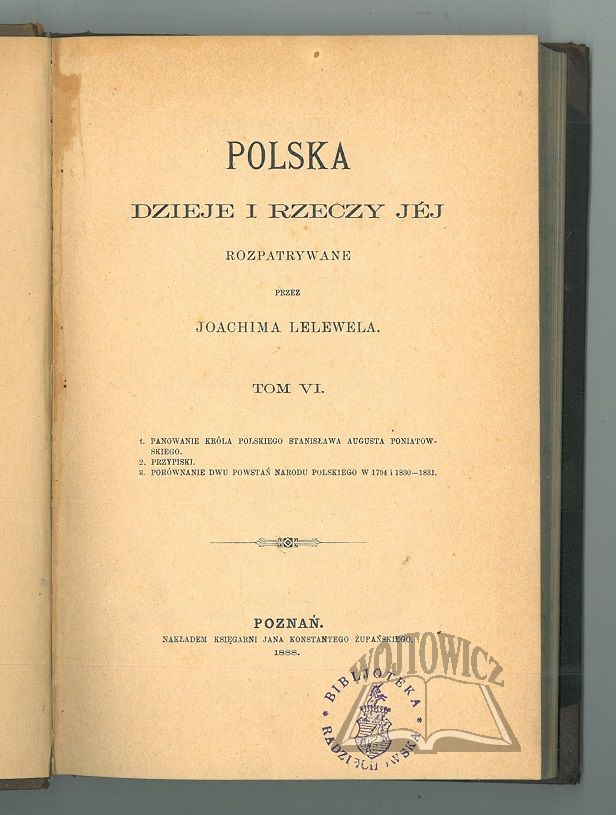 POLSKA
DZIEJE I RZECZY JÉJ
ROZPATRYWANE
PRZEZ
JOACHIMA LELEWELA.
TOM VI.
1. PANOWANIE KRÓLA POLSKIEGO STANISŁAWA AUGUSTA PONIATOW-
SKIEGO.
2. PRZYPISKI.
3. PORÓWNANIE DWU POWSTAŃ NARODU POLSKIEGO W 1794 i 1830—1831.
POZNAŃ.
NAKŁADEM KSIĘGARNI JANA KONSTANTEGO ŻUPAŃSKIEGO.
1888.
WÓJTOWICZ
* BIBLJOTEKA *